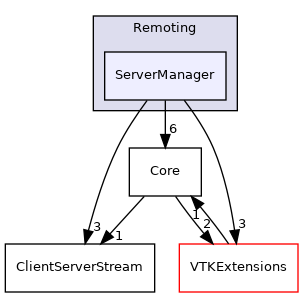 Remoting
ServerManager
6
Core
3
1
1
2
3
ClientServerStream
VTKExtensions